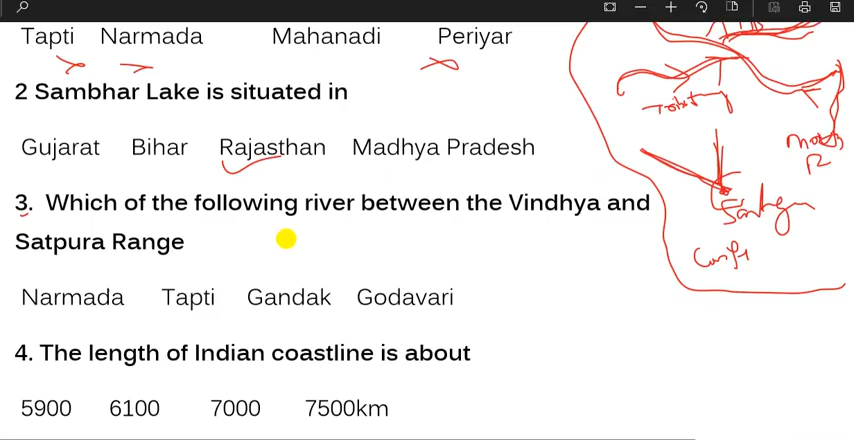 Tapti Narmada Mahanadi Periyar
2 Sambhar Lake is situated in
Gujarat Bihar Rajasthan Madhya Pradesh
3. Which of the following river between the Vindhya and
Satpura Range
Narmada Tapti Gandak Godavari
4. The length of Indian coastline is about
5900 6100 7000 7500km